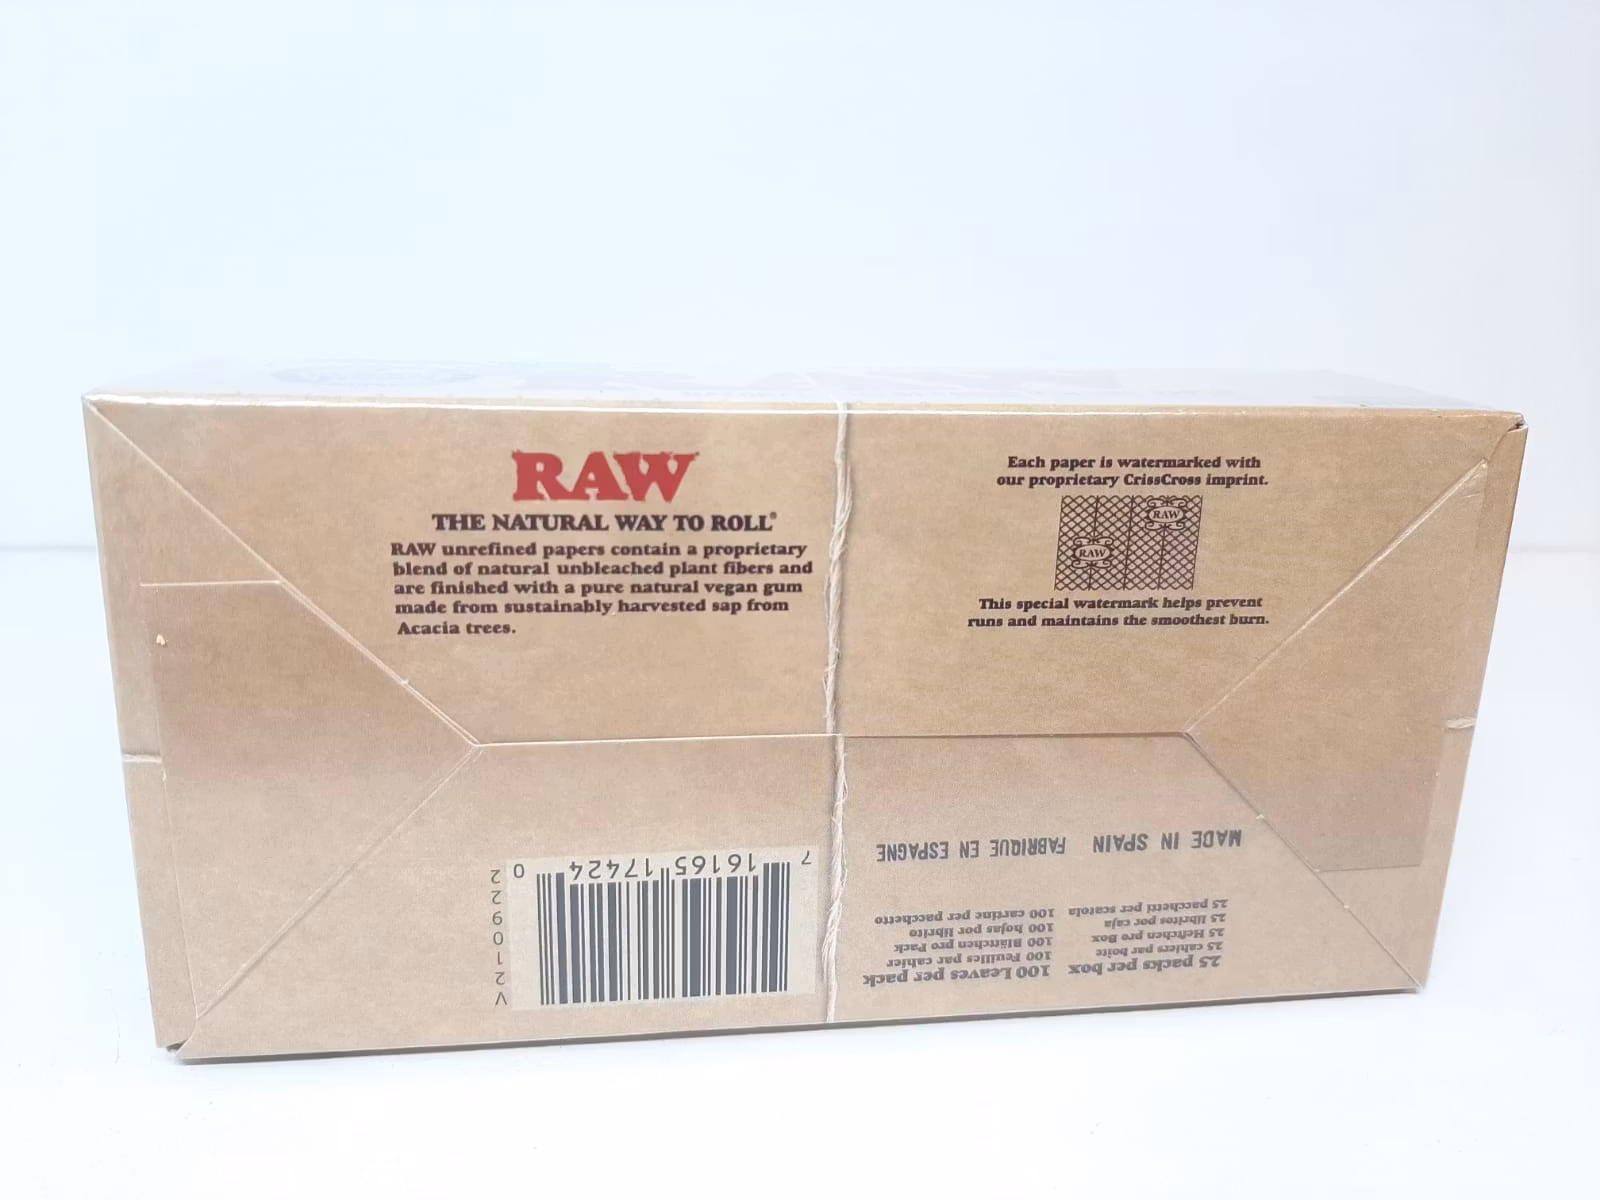 RAW
THE NATURAL WAY TO ROLL®
RAW unrefined papers contain a proprietary
blend of natural unbleached plant fibers and
are finished with a pure natural vegan gum
made from sustainably harvested sap from
Acacia trees.
Each paper is watermarked with
our proprietary CrissCross imprint.
RAW
RAW
This special watermark helps prevent
runs and maintains the smoothest burn.
25 packs per box 100 Leaves per pack
25 cahiers par boite 100 Feuilles par cahier
25 Heftchen pro Box 100 Blättchen pro Pack
25 libritos por caja 100 hojas por librito
25 pacchetti per scatola 100 cartine per pacchetto
MADE IN SPAIN FABRIQUE EN ESPAGNE
7 16165 17424 0
V210922